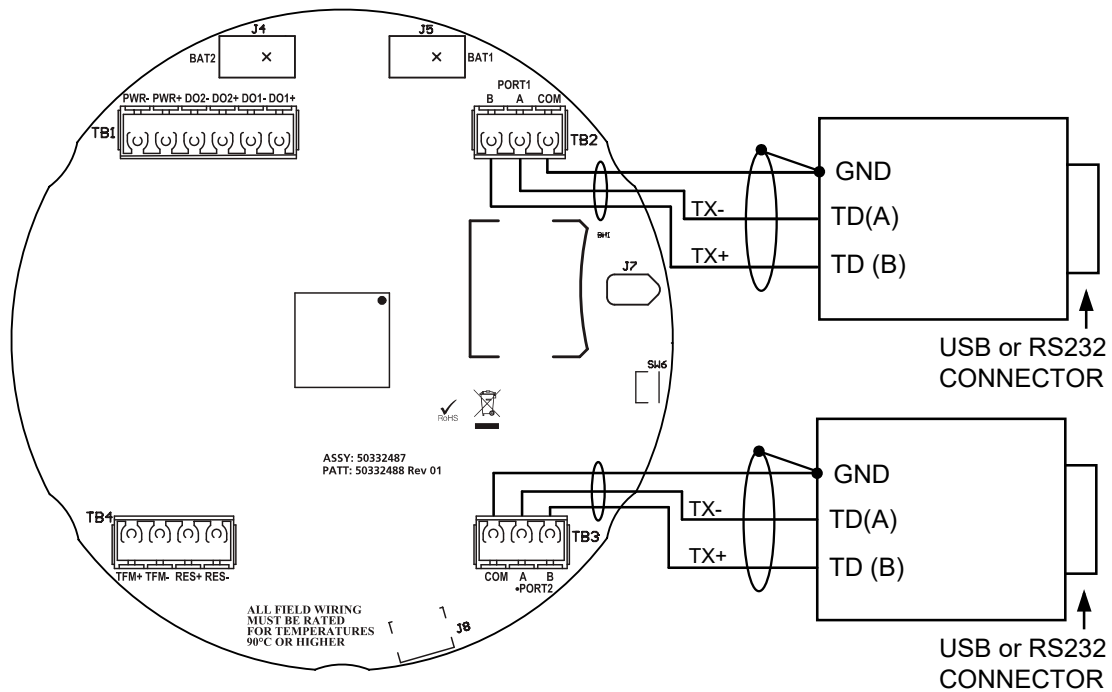 J4
J5
BAT2
BAT1
PWR- PWR+ DO2- DO2+ DO1- DO1+
TB1
PORT1
B A COM
TB2
GND
TX-
TD(A)
TX+
TD (B)
J7
USB or RS232
CONNECTOR
SW6
RoHS
ASSY: 50332487
PATT: 50332488 Rev 01
GND
TX-
TD(A)
TX+
TD (B)
TB4
TB3
TFM+ TFM- RES+ RES-
COM A B
•PORT2
ALL FIELD WIRING
MUST BE RATED
FOR TEMPERATURES
90°C OR HIGHER
J8
USB or RS232
CONNECTOR